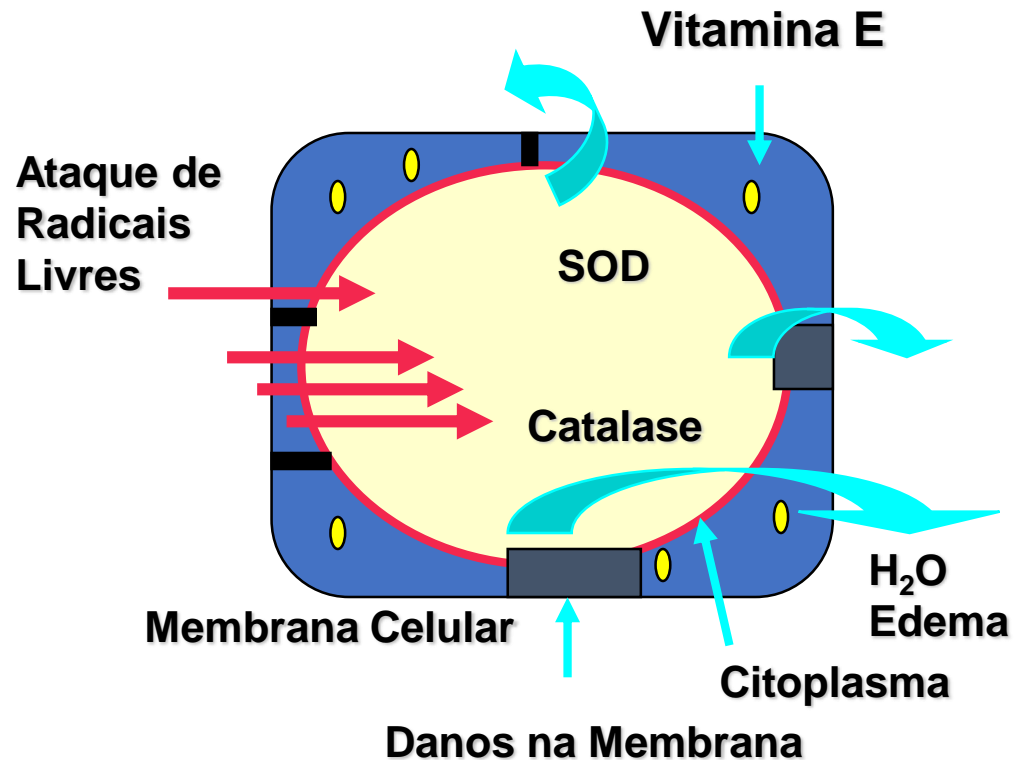 Vitamina E
Ataque de
Radicais
Livres
SOD
Catalase
H₂O
Edema
Membrana Celular
Citoplasma
Danos na Membrana